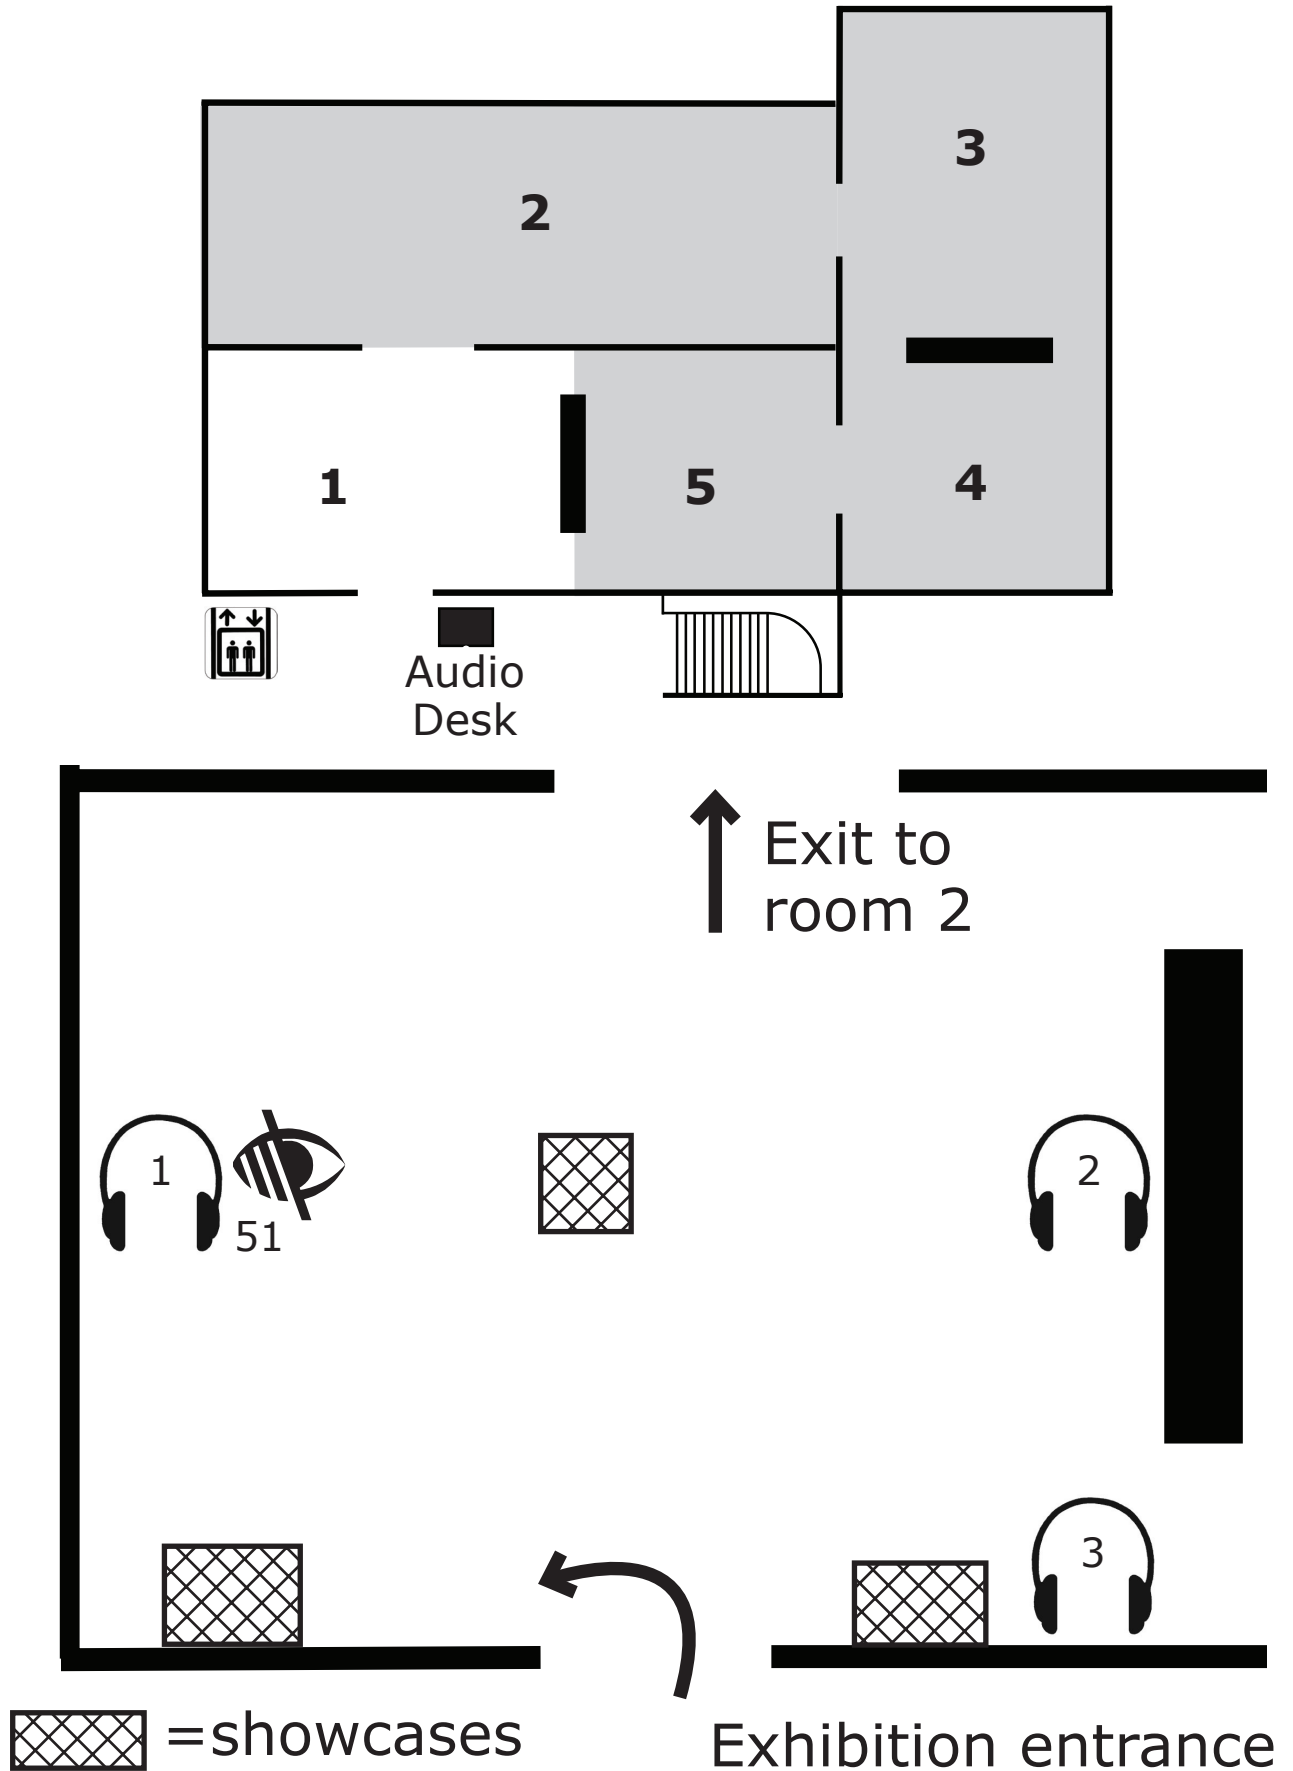 3
2
1
5
4
Audio
Desk
Exit to
room 2
1
51
2
3
=showcases
Exhibition entrance